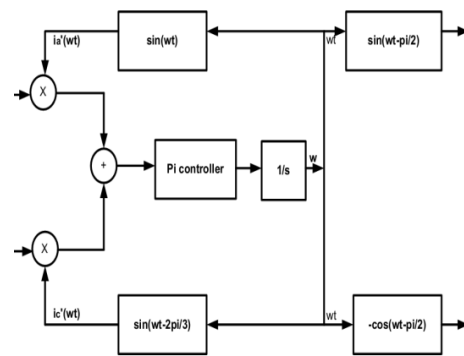 ia'(wt)
sin(wt)
wt
sin(wt-pi/2)
X
+
Pi controller
1/s
w
X
ic'(wt)
sin(wt-2pi/3)
wt
-cos(wt-pi/2)